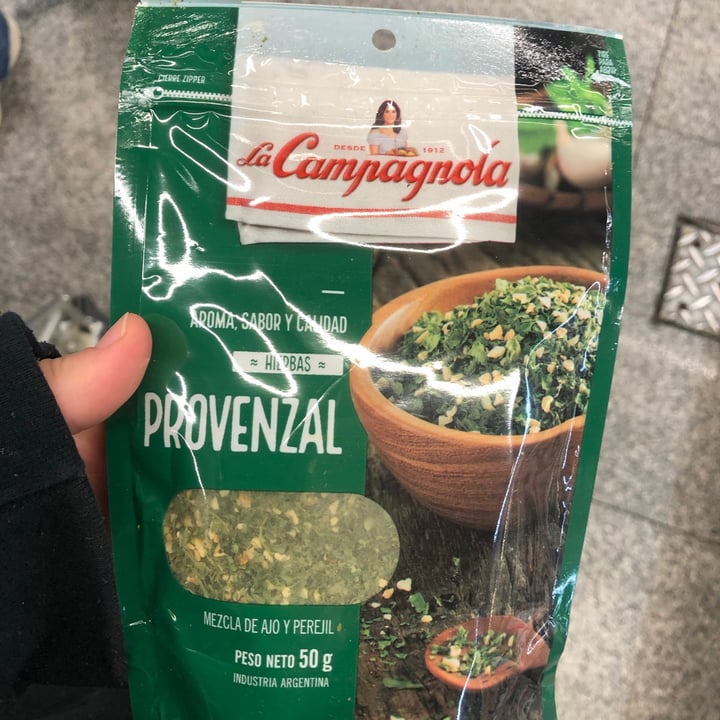 CIERRE ZIPPER
DESDE 1912
La Campagnola
AROMA, SABOR Y CALIDAD
≈ HIERBAS ≈
PROVENZAL
MEZCLA DE AJO Y PEREJIL
PESO NETO 50 g
INDUSTRIA ARGENTINA